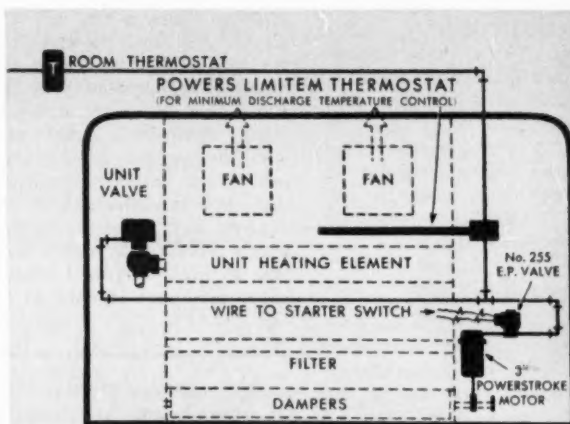 T ROOM THERMOSTAT
POWERS LIMITEM THERMOSTAT
(FOR MINIMUM DISCHARGE TEMPERATURE CONTROL)
UNIT
VALVE
FAN
FAN
UNIT HEATING ELEMENT
No. 255
E.P. VALVE
WIRE TO STARTER SWITCH
FILTER
3"
POWERSTROKE
MOTOR
DAMPERS